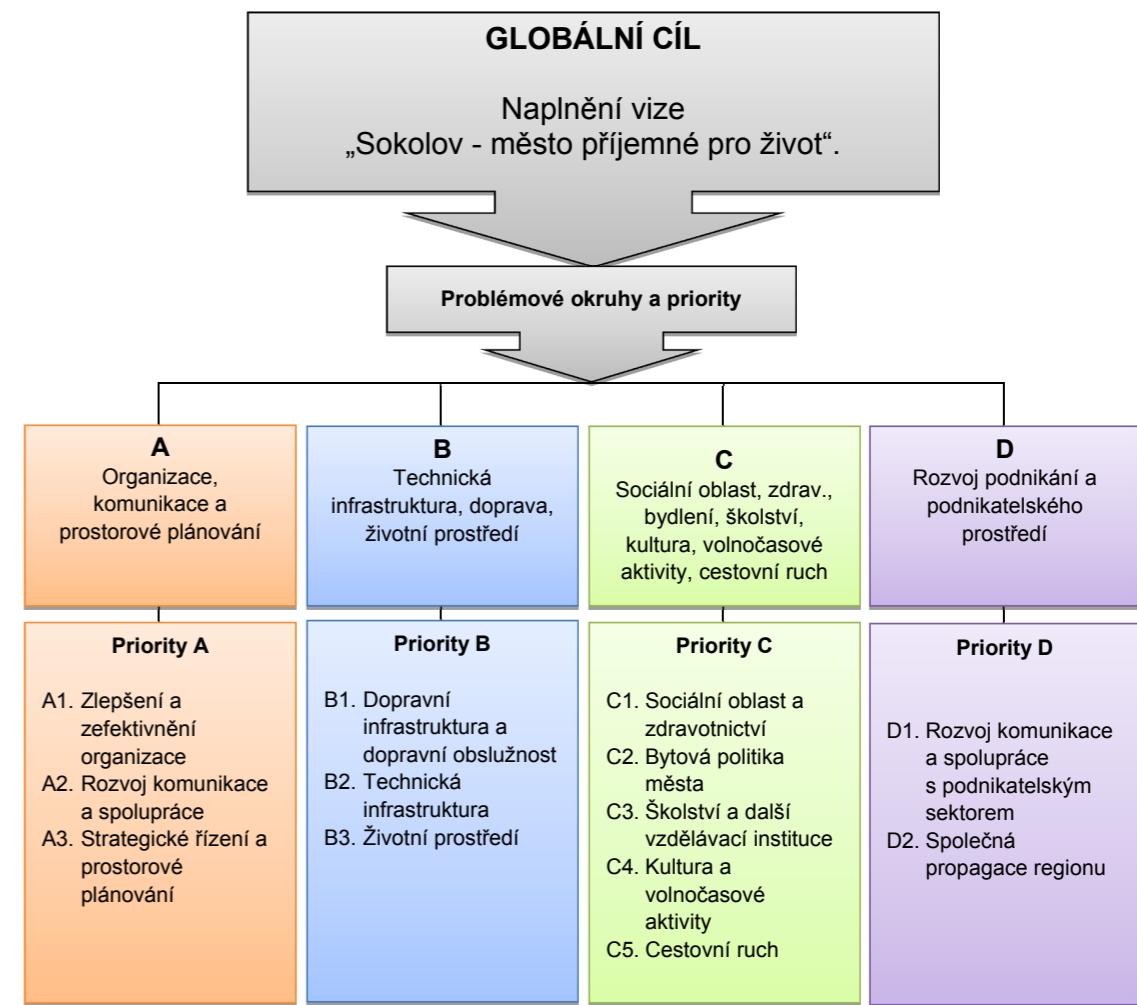 GLOBÁLNÍ CÍL
Naplnění vize
„Sokolov - město příjemné pro život“.
Problémové okruhy a priority
A
Organizace,
komunikace a
prostorové plánování
B
Technická
infrastruktura, doprava,
životní prostředí
C
Sociální oblast, zdrav.,
bydlení, školství,
kultura, volnočasové
aktivity, cestovní ruch
D
Rozvoj podnikání a
podnikatelského
prostředí
Priority A
A1. Zlepšení a
zefektivnění
organizace
A2. Rozvoj komunikace
a spolupráce
A3. Strategické řízení a
prostorové
plánování
Priority B
B1. Dopravní
infrastruktura a
dopravní obslužnost
B2. Technická
infrastruktura
B3. Životní prostředí
Priority C
C1. Sociální oblast a
zdravotnictví
C2. Bytová politika
města
C3. Školství a další
vzdělávací instituce
C4. Kultura a
volnočasové
aktivity
C5. Cestovní ruch
Priority D
D1. Rozvoj komunikace
a spolupráce
s podnikatelským
sektorem
D2. Společná
propagace regionu